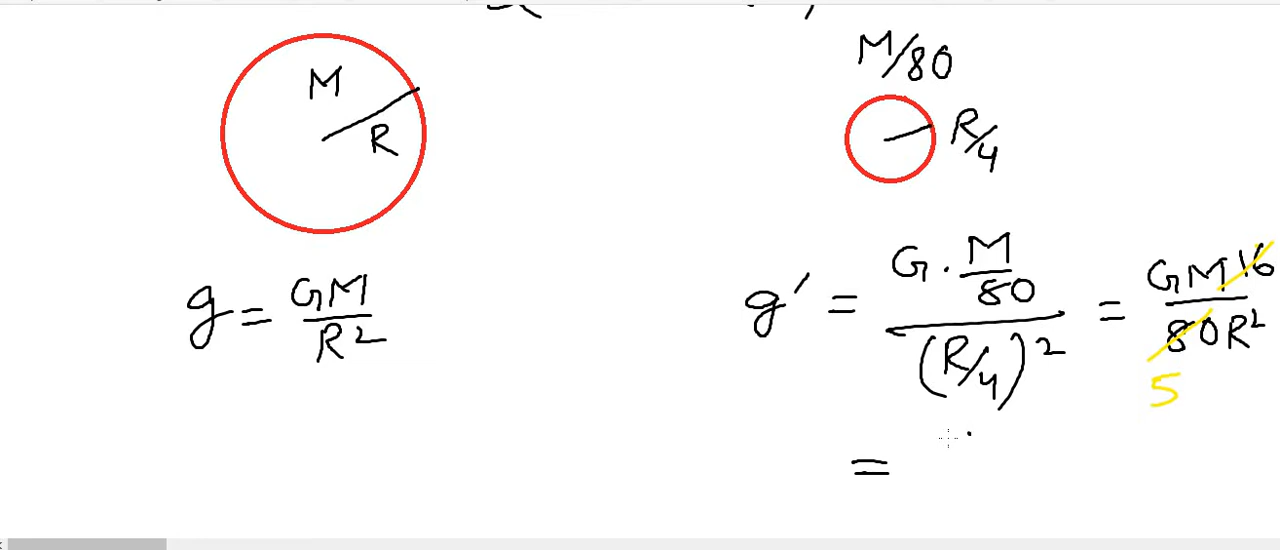 M
R
M/80
R/4
g = GM/R²
g' = (G · M/80)/(R/4)² = GM16/80R²
5
=